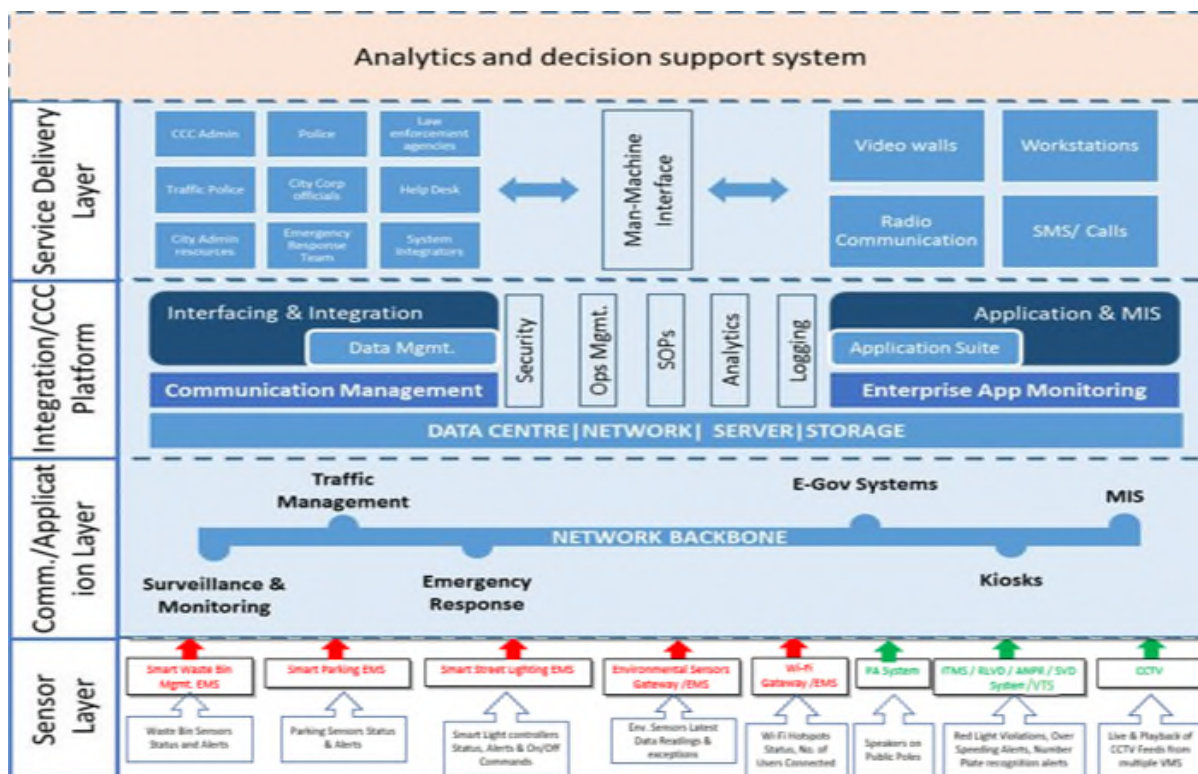 Analytics and decision support system
Service Delivery
Layer
CCC Admin
Police
Law
enforcement
agencies
Traffic Police
City Corp
officials
Help Desk
City Admin
resources
Emergency
Response
Team
System
Integrators
Man-Machine
Interface
Video walls
Workstations
Radio
Communication
SMS/ Calls
Integration/CCC
Platform
Interfacing & Integration
Data Mgmt.
Communication Management
Security
Ops Mgmt.
SOPs
Analytics
Logging
Application & MIS
Application Suite
Enterprise App Monitoring
DATA CENTRE|NETWORK| SERVER|STORAGE
Comm./Applicat
ion Layer
Traffic
Management
E-Gov Systems
MIS
NETWORK BACKBONE
Surveillance &
Monitoring
Emergency
Response
Kiosks
Sensor
Layer
Smart Waste Bin
Mgmt. EMS
Smart Parking EMS
Smart Street Lighting EMS
Environmental Sensors
Gateway /EMS
Wi-Fi
Gateway /EMS
PA System
ITMS / RLVD / ANPR / SVD
System/VTS
CCTV
Waste Bin Sensors
Status and Alerts
Parking Sensors Status
& Alerts
Smart Light controllers
Status, Alerts & On/Off
Commands
Env. Sensors Latest
Data Readings &
exceptions
Wi-Fi Hotspots
Status, No. of
Users Connected
Speakers on
Public Poles
Red Light Violations, Over
Speeding Alerts, Number
Plate recognition alerts
Live & Playback of
CCTV Feeds from
multiple VMS